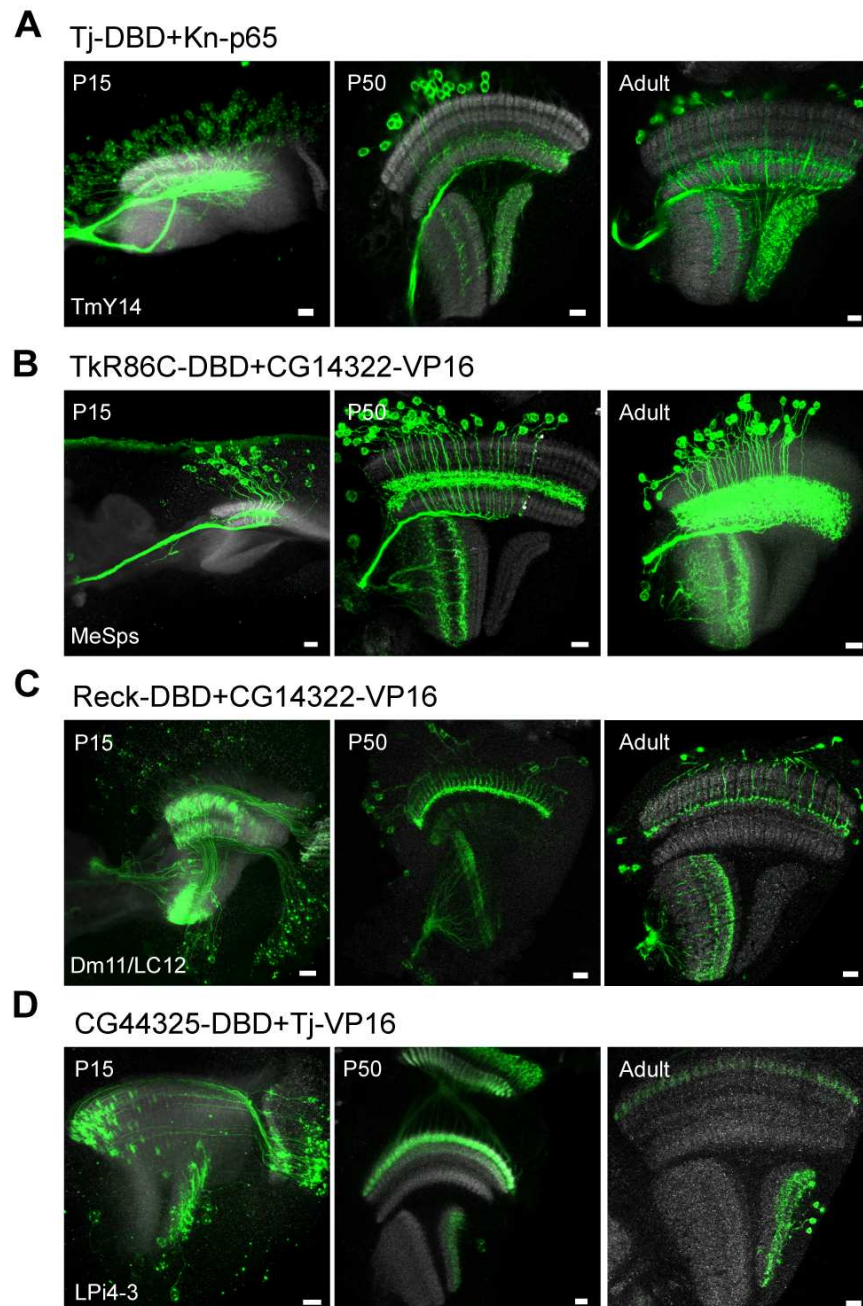 A
Tj-DBD+Kn-p65
P15
P50
Adult
TmY14
B
TkR86C-DBD+CG14322-VP16
P15
P50
Adult
MeSps
C
Reck-DBD+CG14322-VP16
P15
P50
Adult
Dm11/LC12
D
CG44325-DBD+Tj-VP16
P15
P50
Adult
LPi4-3